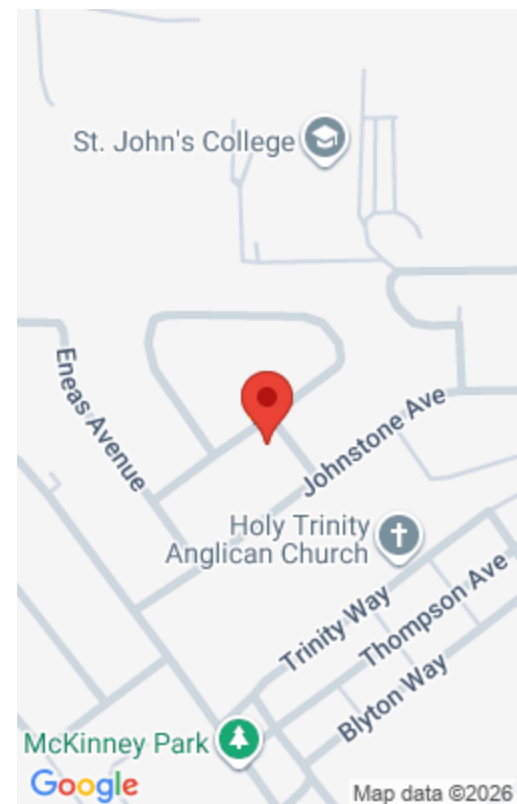 St. John's College
Eneas Avenue
Johnstone Ave
Holy Trinity
Anglican Church
Trinity Way
Thompson Ave
Blyton Way
McKinney Park
Google
Map data ©2026